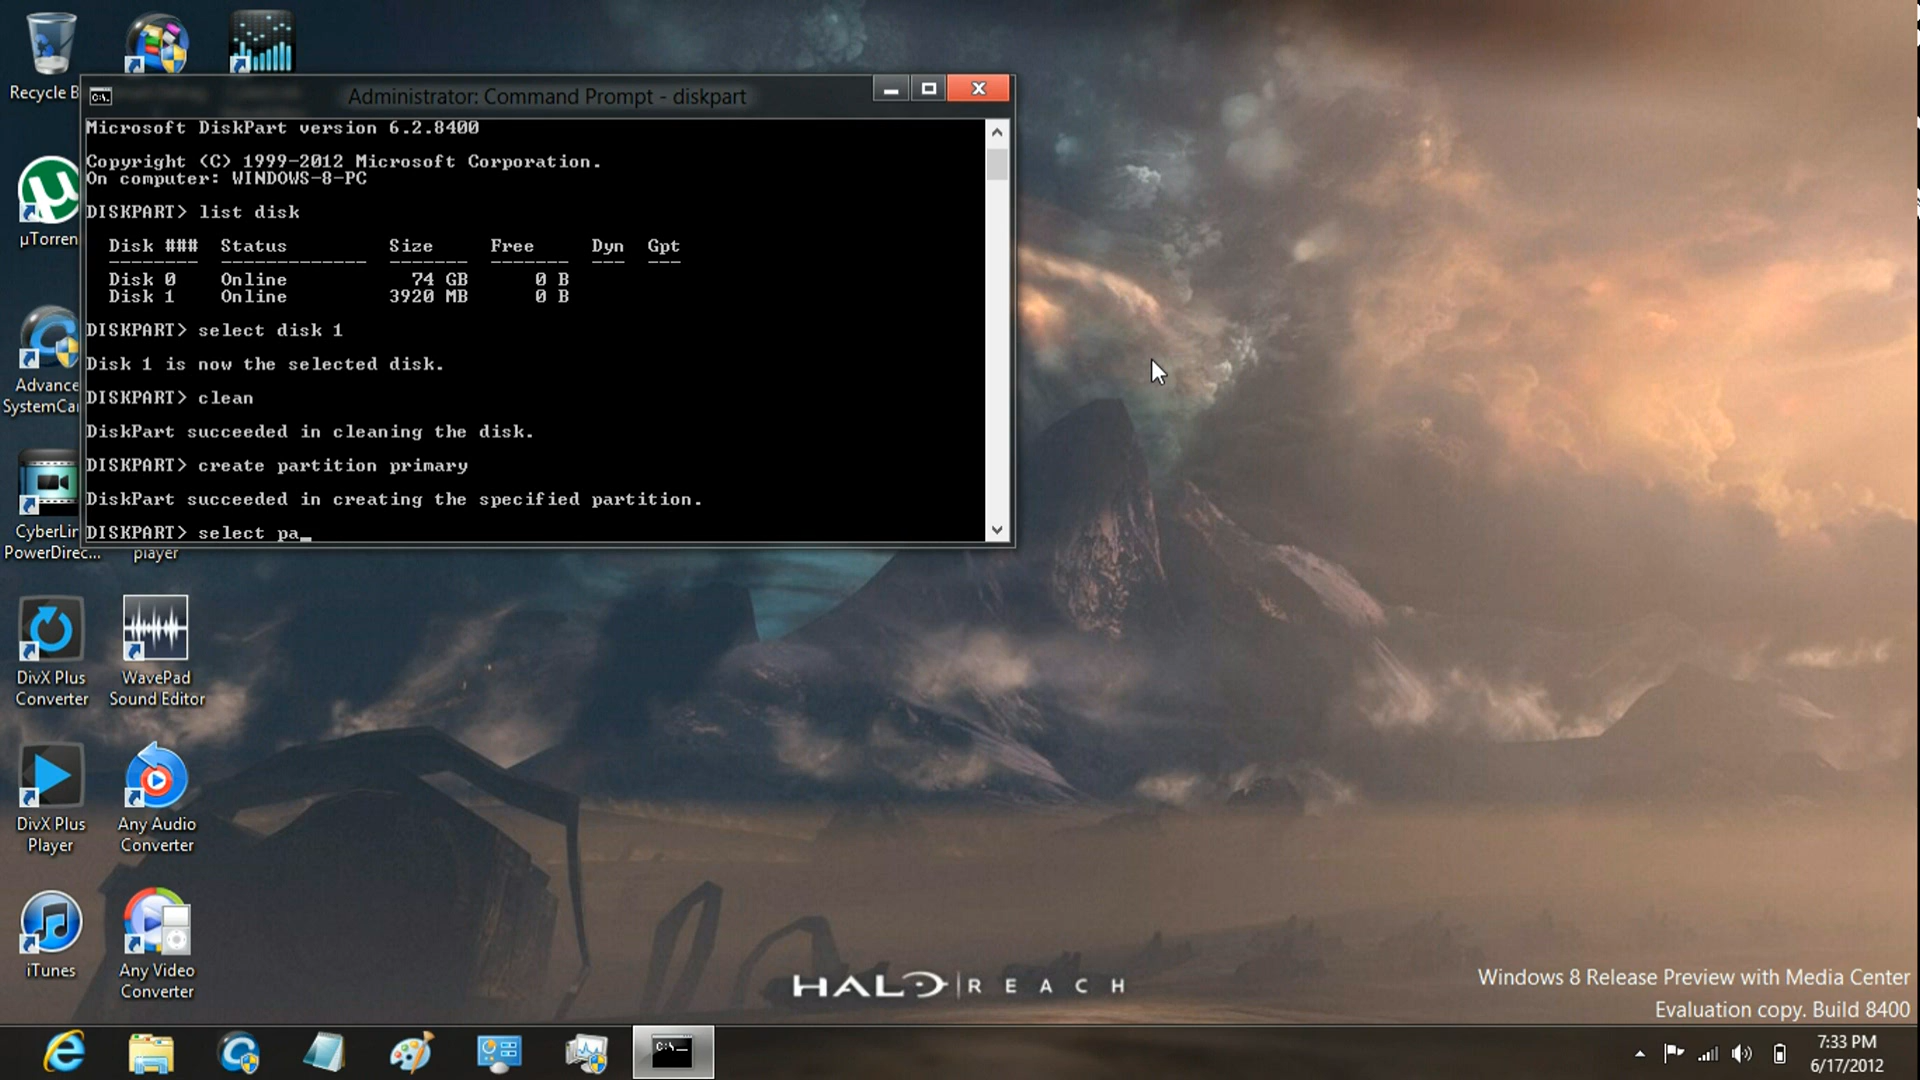 Recycle B
Administrator: Command Prompt - diskpart
Microsoft DiskPart version 6.2.8400
Copyright (C) 1999-2012 Microsoft Corporation.
On computer: WINDOWS-8-PC
DISKPART> list disk
Disk ### Status Size Free Dyn Gpt
-------- ------------- ------- ------- --- ---
Disk 0 Online 74 GB 0 B
Disk 1 Online 3920 MB 0 B
DISKPART> select disk 1
Disk 1 is now the selected disk.
DISKPART> clean
DiskPart succeeded in cleaning the disk.
DISKPART> create partition primary
DiskPart succeeded in creating the specified partition.
DISKPART> select pa_
µTorren
Advance
SystemCar
CyberLin
PowerDirec...
player
DivX Plus
Converter
WavePad
Sound Editor
DivX Plus
Player
Any Audio
Converter
iTunes
Any Video
Converter
HALO | REACH
Windows 8 Release Preview with Media Center
Evaluation copy. Build 8400
7:33 PM
6/17/2012